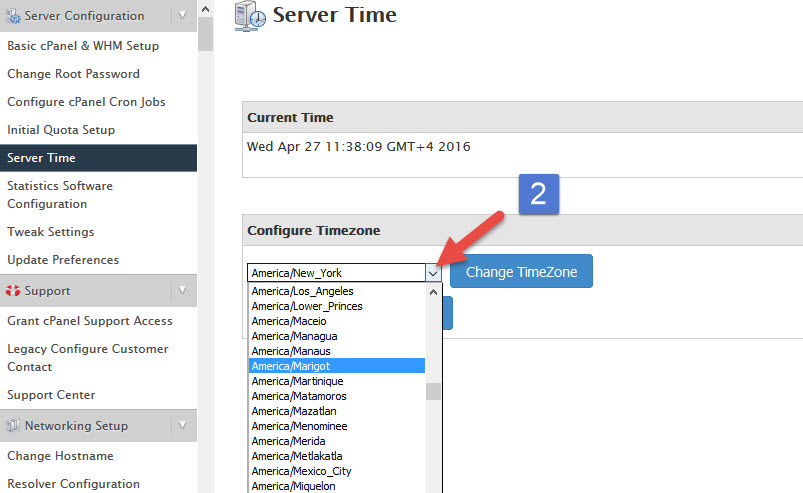 Server Configuration
Basic cPanel & WHM Setup
Change Root Password
Configure cPanel Cron Jobs
Initial Quota Setup
Server Time
Statistics Software
Configuration
Tweak Settings
Update Preferences
Support
Grant cPanel Support Access
Legacy Configure Customer
Contact
Support Center
Networking Setup
Change Hostname
Resolver Configuration
Server Time
Current Time
Wed Apr 27 11:38:09 GMT+4 2016
2
Configure Timezone
America/New_York
Change TimeZone
America/Los_Angeles
America/Lower_Princes
America/Maceio
America/Managua
America/Manaus
America/Marigot
America/Martinique
America/Matamoros
America/Mazatlan
America/Menominee
America/Merida
America/Metlakatla
America/Mexico_City
America/Miquelon